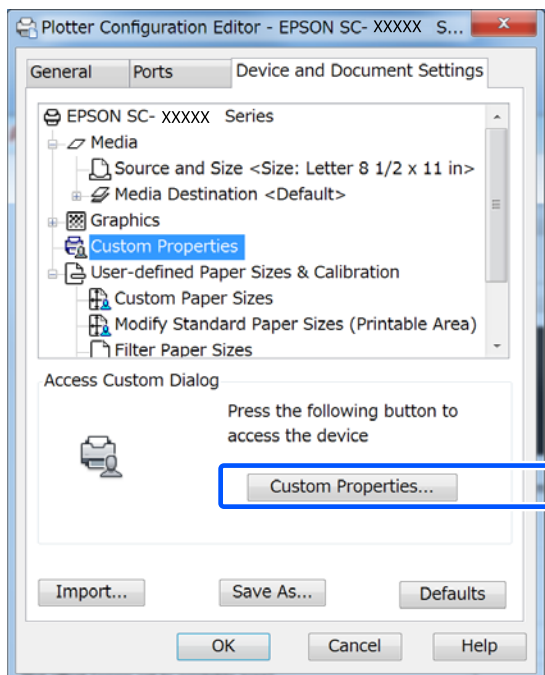 Plotter Configuration Editor - EPSON SC- XXXXX S...
General Ports Device and Document Settings
EPSON SC- XXXXX Series
Media
Source and Size <Size: Letter 8 1/2 x 11 in>
Media Destination <Default>
Graphics
Custom Properties
User-defined Paper Sizes & Calibration
Custom Paper Sizes
Modify Standard Paper Sizes (Printable Area)
Filter Paper Sizes
Access Custom Dialog
Press the following button to
access the device
Custom Properties...
Import... Save As... Defaults
OK Cancel Help